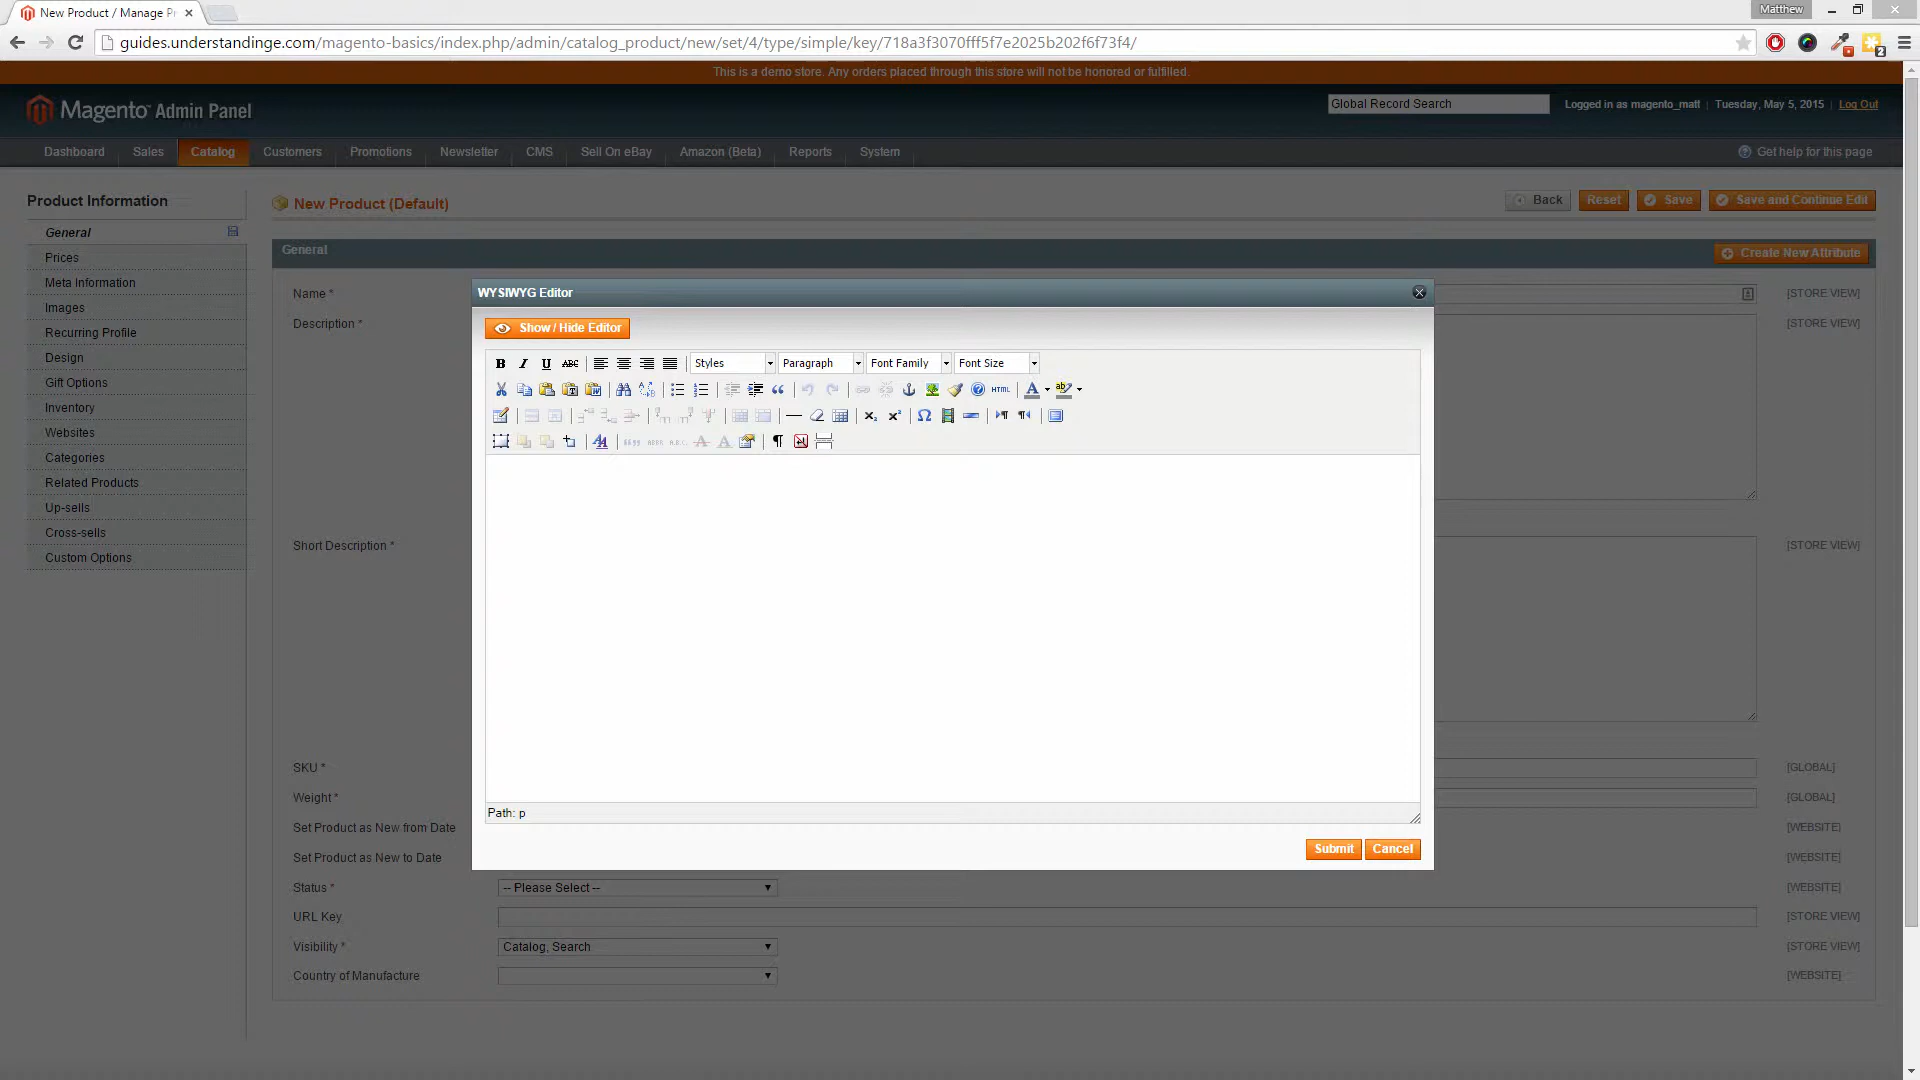 New Product / Manage Pr
Matthew
guides.understandinge.com/magento-basics/index.php/admin/catalog_product/new/set/4/type/simple/key/718a3f3070fff5f7e2025b202f6f73f4/
2
This is a demo store. Any orders placed through this store will not be honored or fulfilled.
Magento Admin Panel
Global Record Search
Logged in as magento_matt | Tuesday, May 5, 2015 | Log Out
Dashboard Sales Catalog Customers Promotions Newsletter CMS Sell On eBay Amazon (Beta) Reports System
Get help for this page
Product Information
General
Prices
Meta Information
Images
Recurring Profile
Design
Gift Options
Inventory
Websites
Categories
Related Products
Up-sells
Cross-sells
Custom Options
New Product (Default)
Back Reset Save Save and Continue Edit
General
Create New Attribute
Name * [STORE VIEW]
Description * [STORE VIEW]
WYSIWYG Editor
Show / Hide Editor
B I U ABC Styles Paragraph Font Family Font Size
HTML A ab
Path: p
Submit Cancel
Short Description * [STORE VIEW]
SKU * [GLOBAL]
Weight * [GLOBAL]
Set Product as New from Date [WEBSITE]
Set Product as New to Date [WEBSITE]
Status * -- Please Select -- [WEBSITE]
URL Key [STORE VIEW]
Visibility * Catalog, Search [STORE VIEW]
Country of Manufacture [WEBSITE]